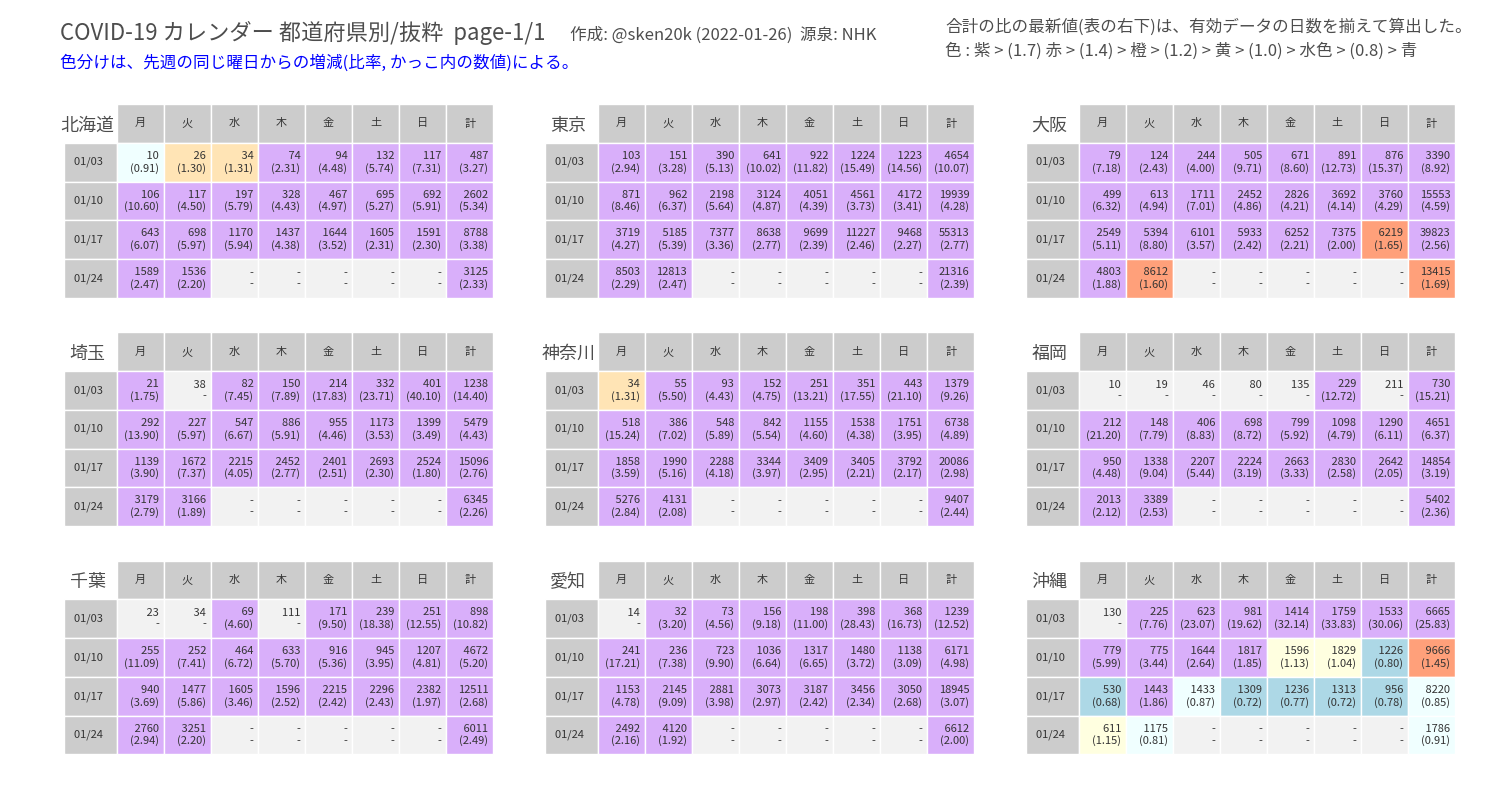 COVID-19 カレンダー 都道府県別/抜粋 page-1/1 作成: @sken20k (2022-01-26) 源泉: NHK
色分けは、先週の同じ曜日からの増減(比率, かっこ内の数値)による。
合計の比の最新値(表の右下)は、有効データの日数を揃えて算出した。
色 : 紫 > (1.7) 赤 > (1.4) 橙 > (1.2) > 黄 > (1.0) > 水色 > (0.8) > 青
北海道 月 火 水 木 金 土 日 計
01/03 10 26 34 74 94 132 117 487
(0.91) (1.30) (1.31) (2.31) (4.48) (5.74) (7.31) (3.27)
01/10 106 117 197 328 467 695 692 2602
(10.60) (4.50) (5.79) (4.43) (4.97) (5.27) (5.91) (5.34)
01/17 643 698 1170 1437 1644 1605 1591 8788
(6.07) (5.97) (5.94) (4.38) (3.52) (2.31) (2.30) (3.38)
01/24 1589 1536 - - - - - 3125
(2.47) (2.20) - - - - - (2.33)
東京 月 火 水 木 金 土 日 計
01/03 103 151 390 641 922 1224 1223 4654
(2.94) (3.28) (5.13) (10.02) (11.82) (15.49) (14.56) (10.07)
01/10 871 962 2198 3124 4051 4561 4172 19939
(8.46) (6.37) (5.64) (4.87) (4.39) (3.73) (3.41) (4.28)
01/17 3719 5185 7377 8638 9699 11227 9468 55313
(4.27) (5.39) (3.36) (2.77) (2.39) (2.46) (2.27) (2.77)
01/24 8503 12813 - - - - - 21316
(2.29) (2.47) - - - - - (2.39)
大阪 月 火 水 木 金 土 日 計
01/03 79 124 244 505 671 891 876 3390
(7.18) (2.43) (4.00) (9.71) (8.60) (12.73) (15.37) (8.92)
01/10 499 613 1711 2452 2826 3692 3760 15553
(6.32) (4.94) (7.01) (4.86) (4.21) (4.14) (4.29) (4.59)
01/17 2549 5394 6101 5933 6252 7375 6219 39823
(5.11) (8.80) (3.57) (2.42) (2.21) (2.00) (1.65) (2.56)
01/24 4803 8612 - - - - - 13415
(1.88) (1.60) - - - - - (1.69)
埼玉 月 火 水 木 金 土 日 計
01/03 21 38 82 150 214 332 401 1238
(1.75) - (7.45) (7.89) (17.83) (23.71) (40.10) (14.40)
01/10 292 227 547 886 955 1173 1399 5479
(13.90) (5.97) (6.67) (5.91) (4.46) (3.53) (3.49) (4.43)
01/17 1139 1672 2215 2452 2401 2693 2524 15096
(3.90) (7.37) (4.05) (2.77) (2.51) (2.30) (1.80) (2.76)
01/24 3179 3166 - - - - - 6345
(2.79) (1.89) - - - - - (2.26)
神奈川 月 火 水 木 金 土 日 計
01/03 34 55 93 152 251 351 443 1379
(1.31) (5.50) (4.43) (4.75) (13.21) (17.55) (21.10) (9.26)
01/10 518 386 548 842 1155 1538 1751 6738
(15.24) (7.02) (5.89) (5.54) (4.60) (4.38) (3.95) (4.89)
01/17 1858 1990 2288 3344 3409 3405 3792 20086
(3.59) (5.16) (4.18) (3.97) (2.95) (2.21) (2.17) (2.98)
01/24 5276 4131 - - - - - 9407
(2.84) (2.08) - - - - - (2.44)
福岡 月 火 水 木 金 土 日 計
01/03 10 19 46 80 135 229 211 730
- - - - - (12.72) - (15.21)
01/10 212 148 406 698 799 1098 1290 4651
(21.20) (7.79) (8.83) (8.72) (5.92) (4.79) (6.11) (6.37)
01/17 950 1338 2207 2224 2663 2830 2642 14854
(4.48) (9.04) (5.44) (3.19) (3.33) (2.58) (2.05) (3.19)
01/24 2013 3389 - - - - - 5402
(2.12) (2.53) - - - - - (2.36)
千葉 月 火 水 木 金 土 日 計
01/03 23 34 69 111 171 239 251 898
- - (4.60) - (9.50) (18.38) (12.55) (10.82)
01/10 255 252 464 633 916 945 1207 4672
(11.09) (7.41) (6.72) (5.70) (5.36) (3.95) (4.81) (5.20)
01/17 940 1477 1605 1596 2215 2296 2382 12511
(3.69) (5.86) (3.46) (2.52) (2.42) (2.43) (1.97) (2.68)
01/24 2760 3251 - - - - - 6011
(2.94) (2.20) - - - - - (2.49)
愛知 月 火 水 木 金 土 日 計
01/03 14 32 73 156 198 398 368 1239
- (3.20) (4.56) (9.18) (11.00) (28.43) (16.73) (12.52)
01/10 241 236 723 1036 1317 1480 1138 6171
(17.21) (7.38) (9.90) (6.64) (6.65) (3.72) (3.09) (4.98)
01/17 1153 2145 2881 3073 3187 3456 3050 18945
(4.78) (9.09) (3.98) (2.97) (2.42) (2.34) (2.68) (3.07)
01/24 2492 4120 - - - - - 6612
(2.16) (1.92) - - - - - (2.00)
沖縄 月 火 水 木 金 土 日 計
01/03 130 225 623 981 1414 1759 1533 6665
- (7.76) (23.07) (19.62) (32.14) (33.83) (30.06) (25.83)
01/10 779 775 1644 1817 1596 1829 1226 9666
(5.99) (3.44) (2.64) (1.85) (1.13) (1.04) (0.80) (1.45)
01/17 530 1443 1433 1309 1236 1313 956 8220
(0.68) (1.86) (0.87) (0.72) (0.77) (0.72) (0.78) (0.85)
01/24 611 1175 - - - - - 1786
(1.15) (0.81) - - - - - (0.91)